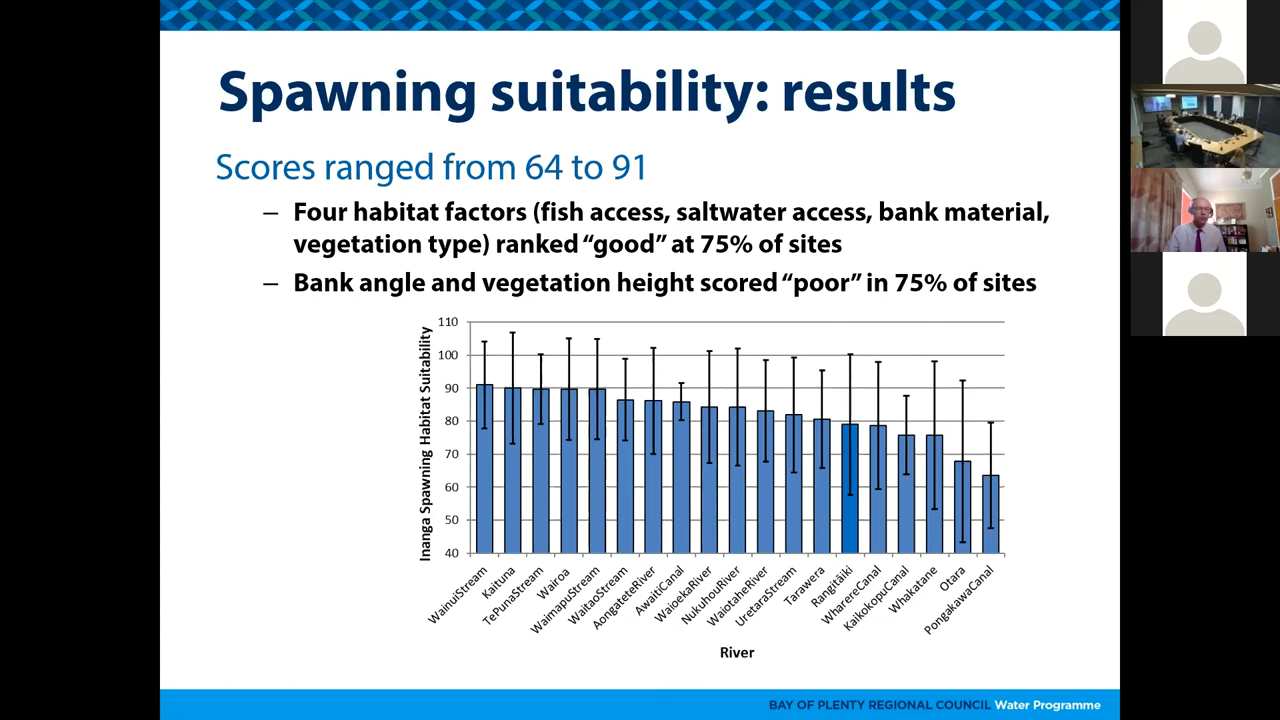 Spawning suitability: results
Scores ranged from 64 to 91
– Four habitat factors (fish access, saltwater access, bank material,
vegetation type) ranked “good” at 75% of sites
– Bank angle and vegetation height scored “poor” in 75% of sites
Inanga Spawning Habitat Suitability
110
100
90
80
70
60
50
40
WainuiStream
Kaituna
TePunaStream
Wairoa
WaimapuStream
WaitaoStream
AongateteRiver
AwaitiCanal
WaioekaRiver
NukuhouRiver
WaiotaheRiver
UretaraStream
Tarawera
Rangitāiki
WharereCanal
KaikokopuCanal
Whakatane
Otara
PongakawaCanal
River
BAY OF PLENTY REGIONAL COUNCIL Water Programme